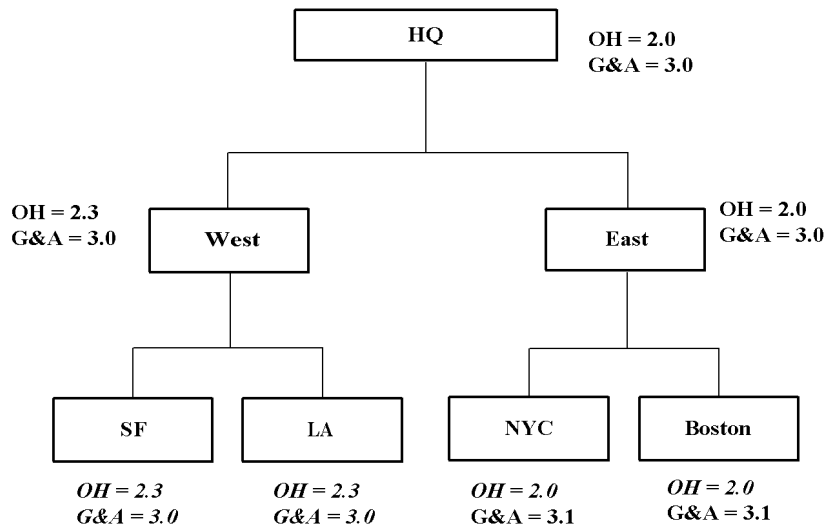 HQ
OH = 2.0
G&A = 3.0
OH = 2.3
G&A = 3.0
West
East
OH = 2.0
G&A = 3.0
SF
LA
NYC
Boston
OH = 2.3
G&A = 3.0
OH = 2.3
G&A = 3.0
OH = 2.0
G&A = 3.1
OH = 2.0
G&A = 3.1